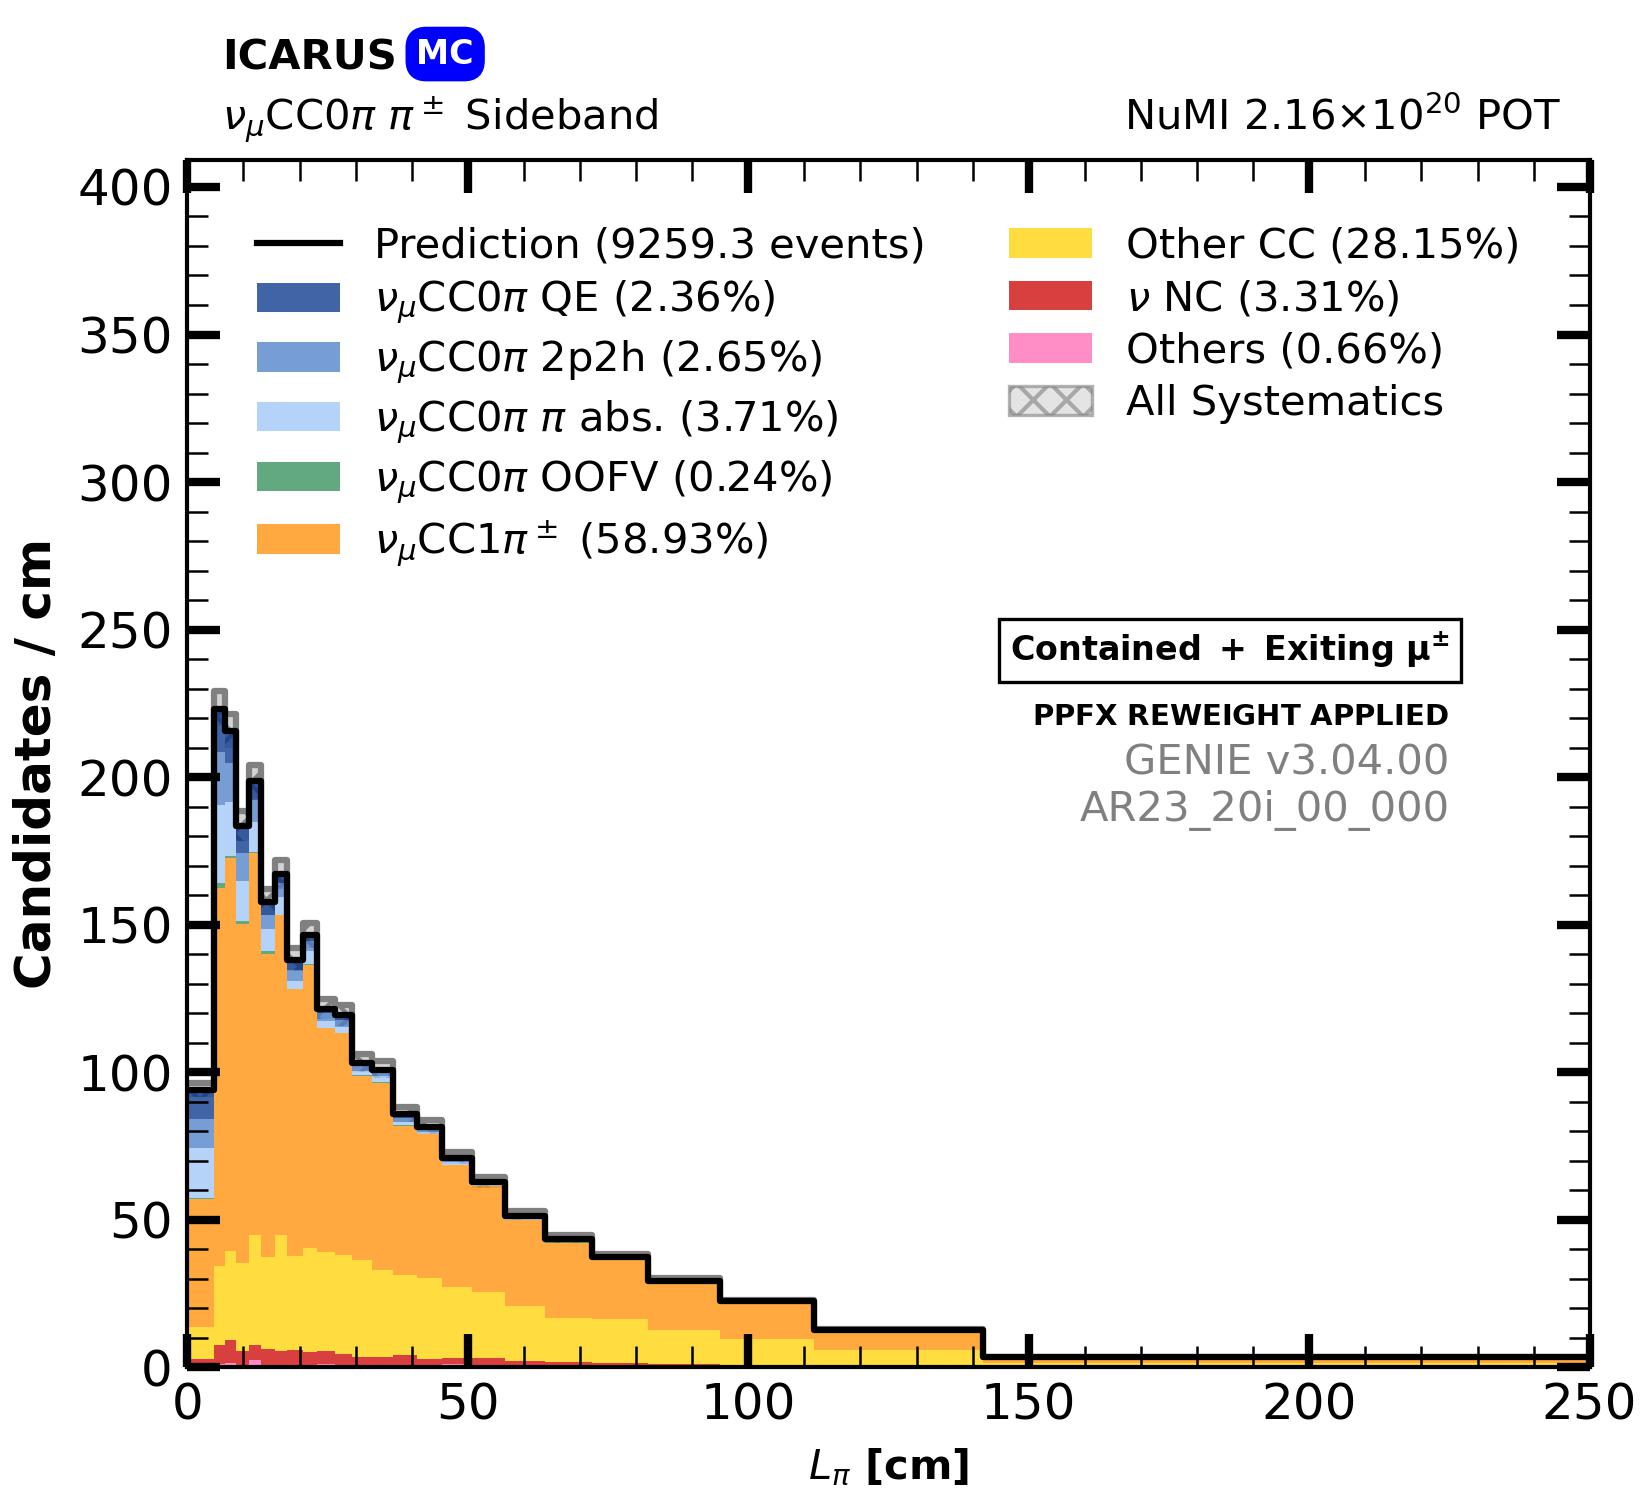 ICARUS MC
νμCC0π π± Sideband
NuMI 2.16×10²⁰ POT
Prediction (9259.3 events)
νμCC0π QE (2.36%)
νμCC0π 2p2h (2.65%)
νμCC0π π abs. (3.71%)
νμCC0π OOFV (0.24%)
νμCC1π± (58.93%)
Other CC (28.15%)
ν NC (3.31%)
Others (0.66%)
All Systematics
Contained + Exiting μ±
PPFX REWEIGHT APPLIED
GENIE v3.04.00
AR23_20i_00_000
Candidates / cm
400
350
300
250
200
150
100
50
0
0 50 100 150 200 250
Lπ [cm]